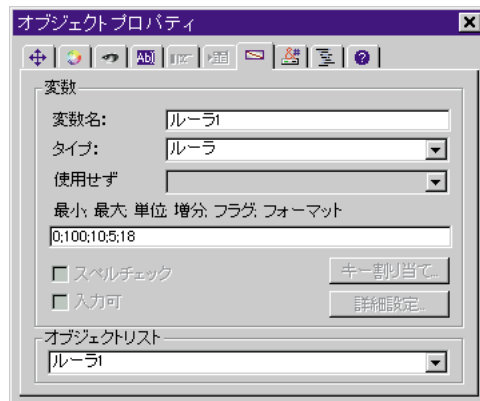 オブジェクトプロパティ
変数
変数名: ルーラ1
タイプ: ルーラ
使用せず
最小; 最大; 単位; 増分; フラグ; フォーマット
0;100;10;5;18
スペルチェック キー割り当て...
入力可 詳細設定...
オブジェクトリスト
ルーラ1